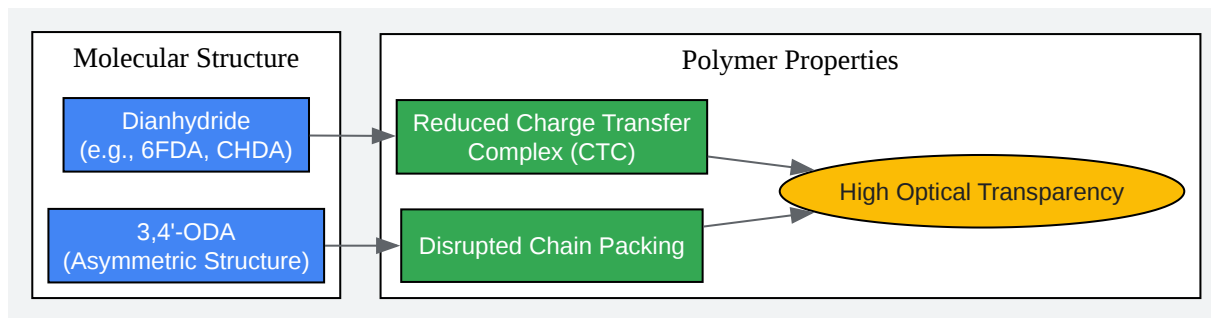 Molecular Structure
Dianhydride
(e.g., 6FDA, CHDA)
3,4'-ODA
(Asymmetric Structure)
Polymer Properties
Reduced Charge Transfer
Complex (CTC)
Disrupted Chain Packing
High Optical Transparency